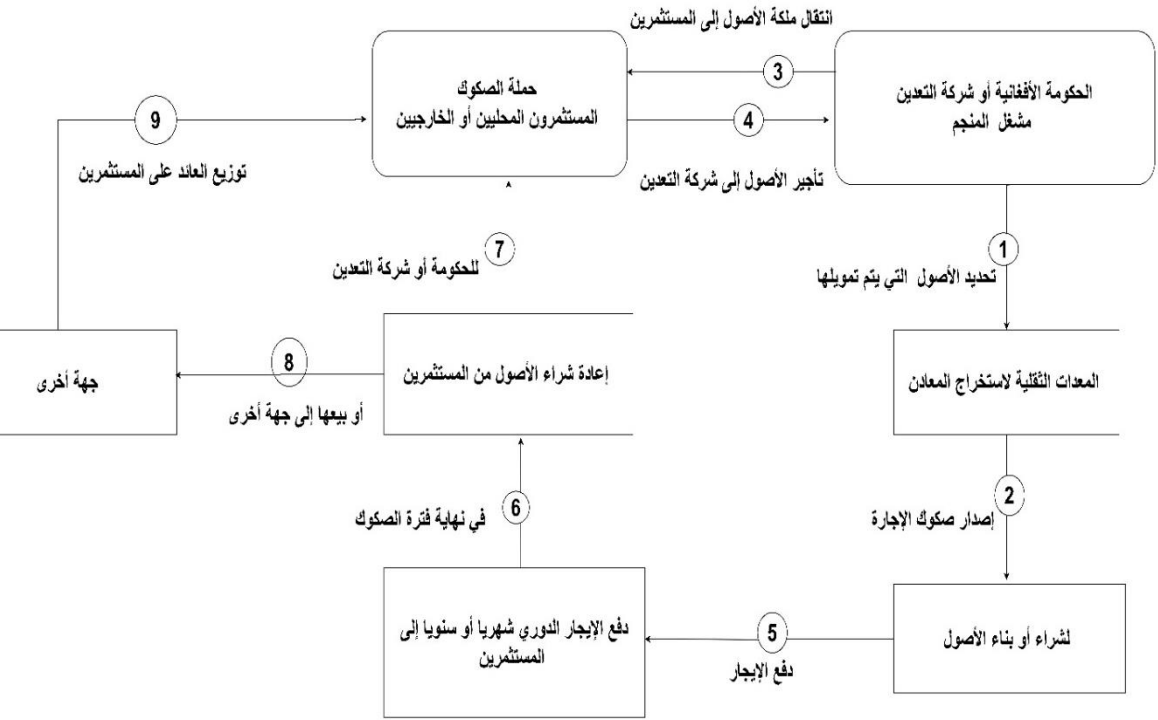 انتقال ملكة الأصول إلى المستثمرين
3
حملة الصكوك
المستثمرون المحليين أو الخارجيين
الحكومة الأفغانية أو شركة التعدين
مشغل المنجم
9
4
توزيع العائد على المستثمرين
تأجير الأصول إلى شركة التعدين
7
للحكومة أو شركة التعدين
1
تحديد الأصول التي يتم تمويلها
جهة أخرى
8
أو بيعها إلى جهة أخرى
إعادة شراء الأصول من المستثمرين
المعدات الثقلية لاستخراج المعادن
6
في نهاية فترة الصكوك
2
إصدار صكوك الإجارة
دفع الإيجار الدوري شهريا أو سنويا إلى
المستثمرين
5
دفع الإيجار
لشراء أو بناء الأصول